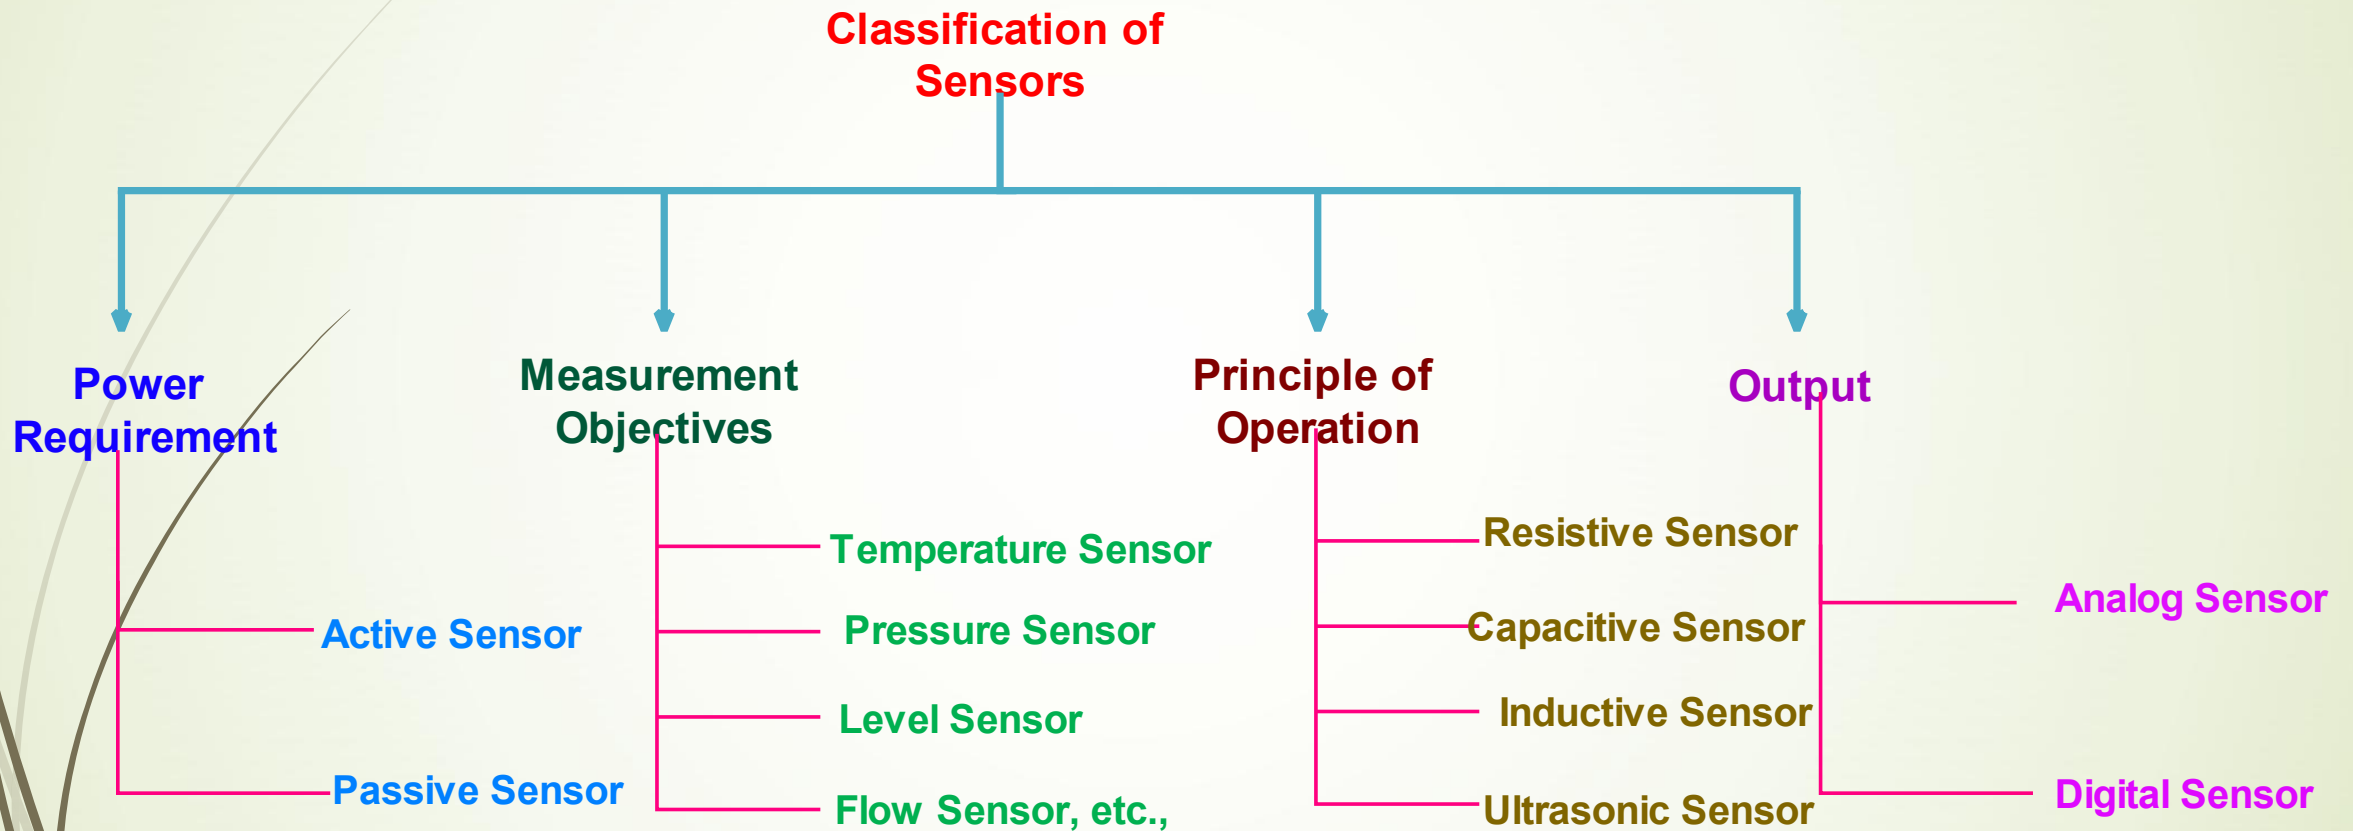 Classification of
Sensors
Power
Requirement
Active Sensor
Passive Sensor
Measurement
Objectives
Temperature Sensor
Pressure Sensor
Level Sensor
Flow Sensor, etc.,
Principle of
Operation
Resistive Sensor
Capacitive Sensor
Inductive Sensor
Ultrasonic Sensor
Output
Analog Sensor
Digital Sensor